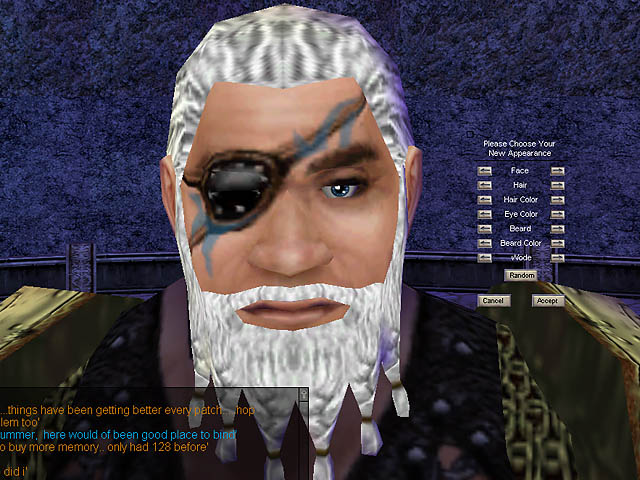 Please Choose Your
New Appearance
Face
Hair
Hair Color
Eye Color
Beard
Beard Color
Wode
Random
Cancel
Accept
...things have been getting better every patch... hop
lem too'
ummer, here would of been good place to bind'
o buy more memory.. only had 128 before'
did i'